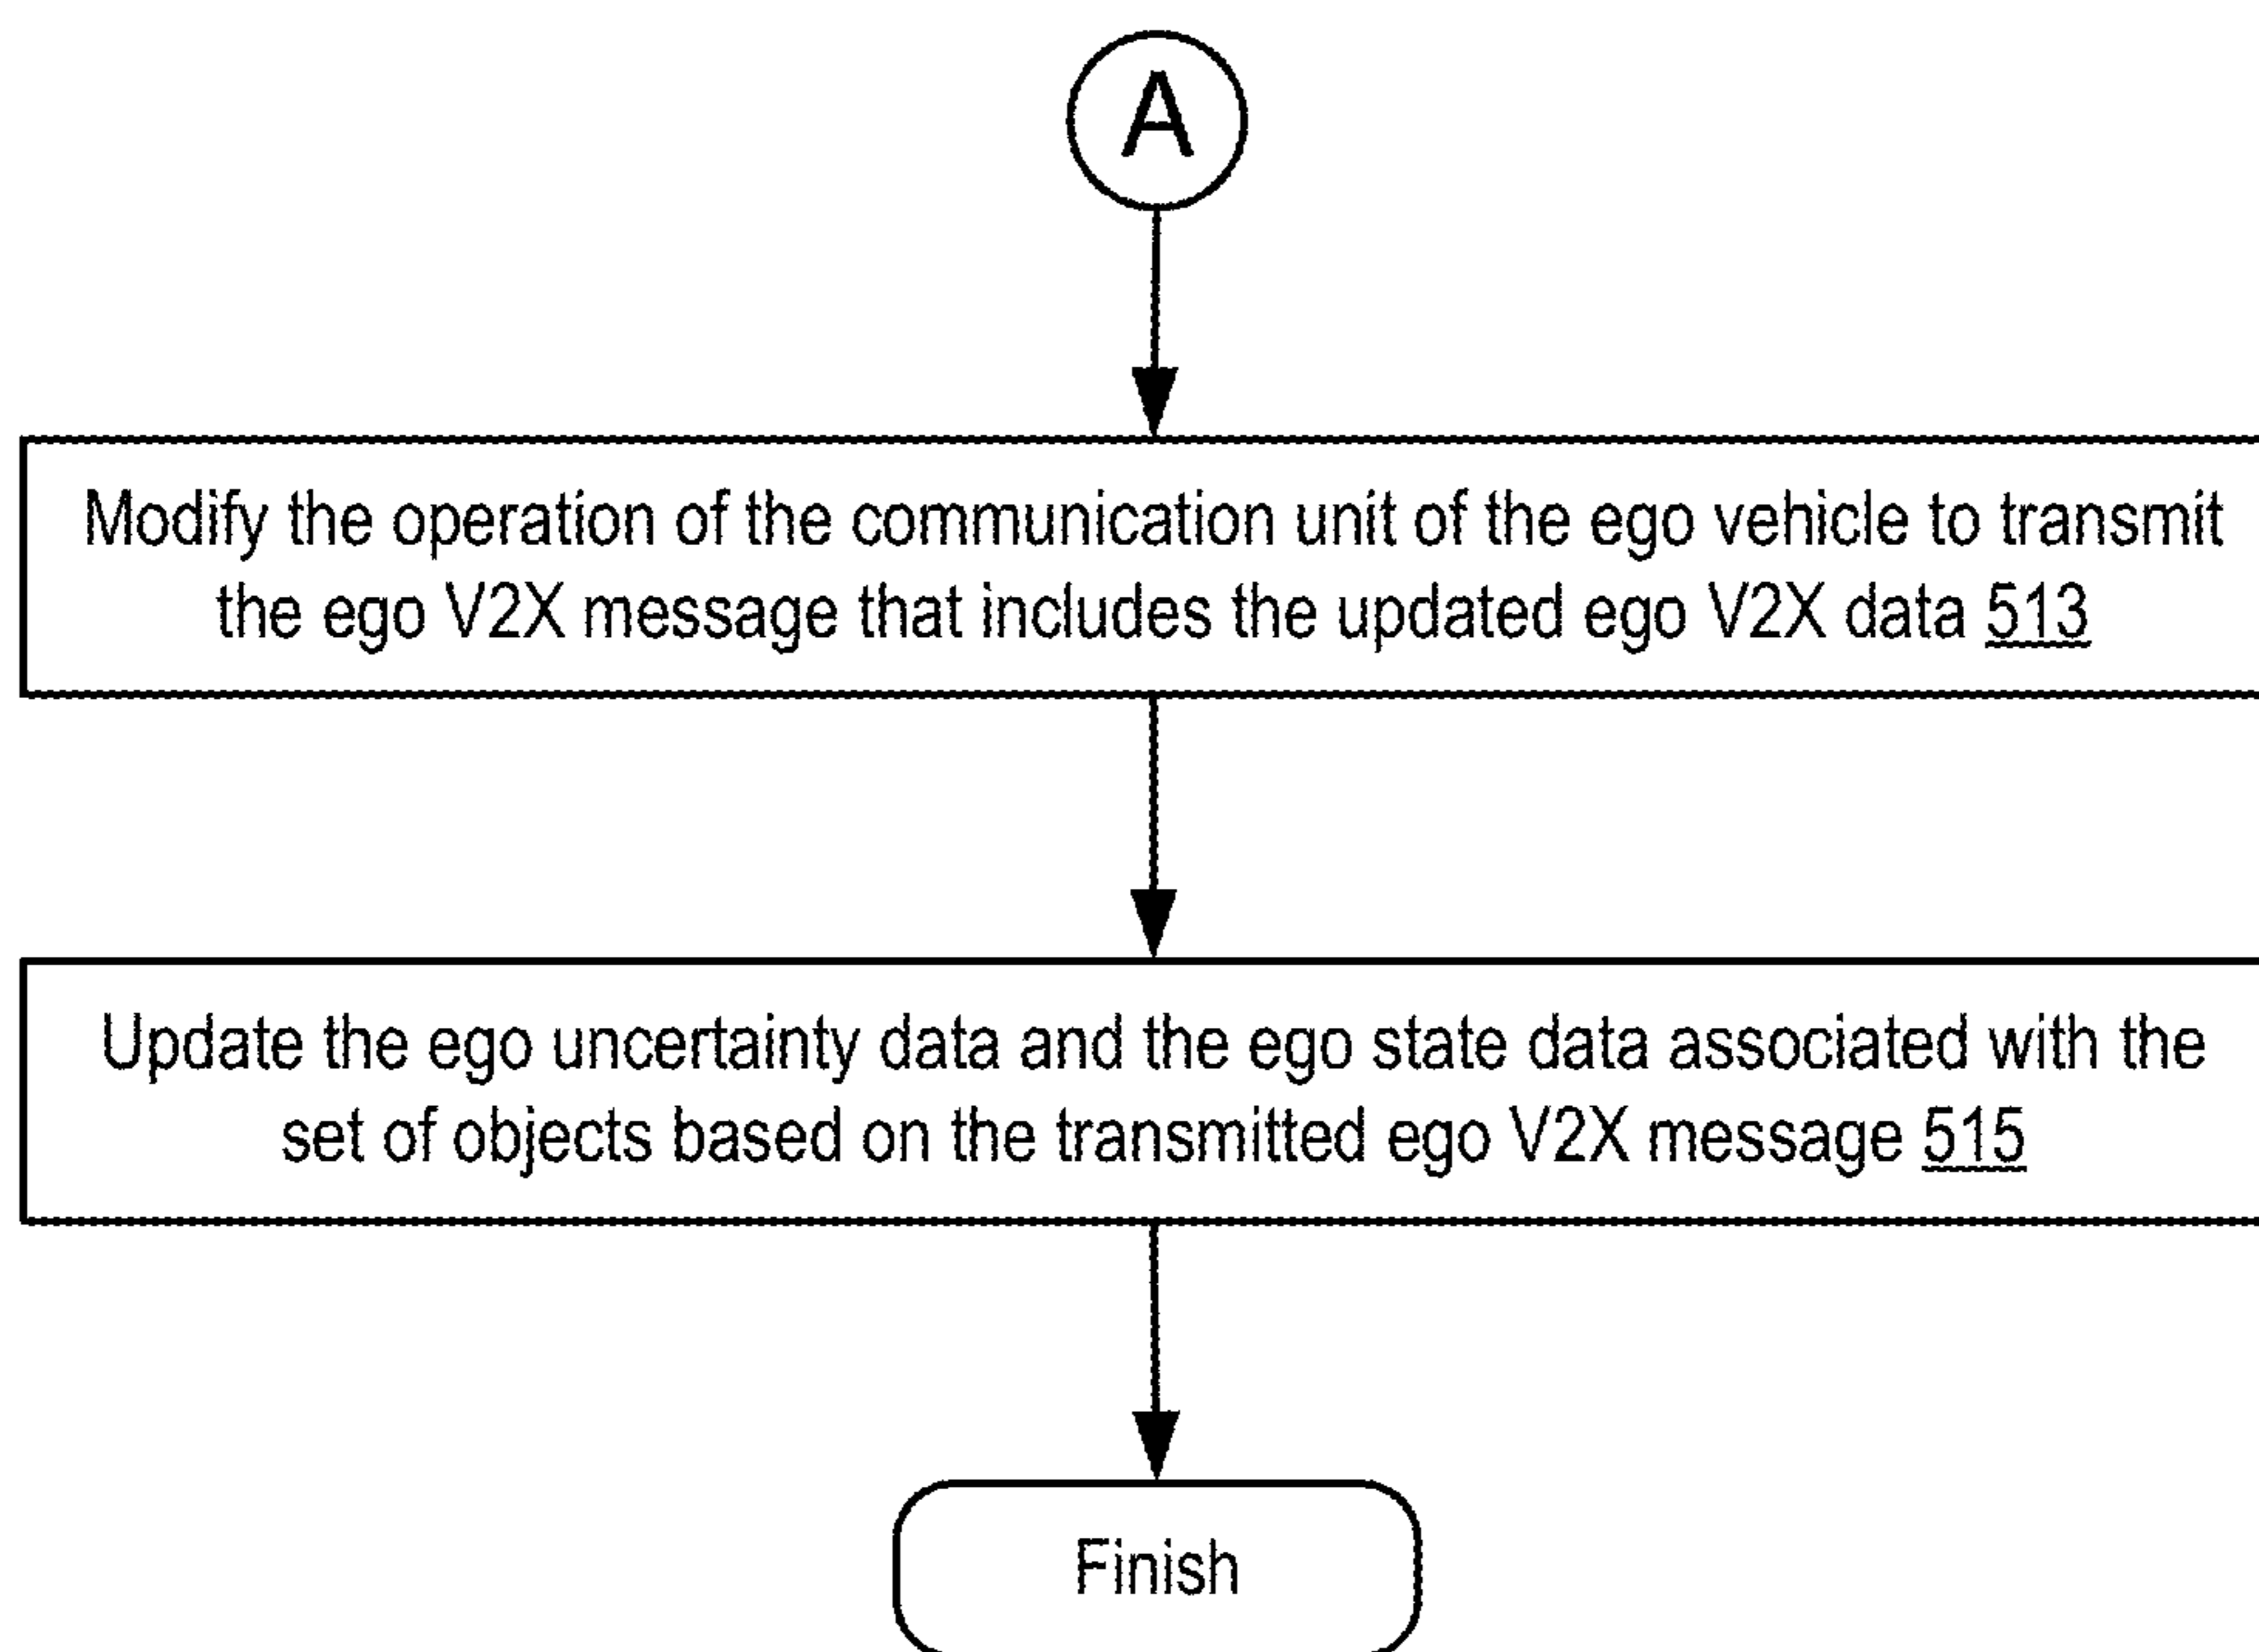 A
Modify the operation of the communication unit of the ego vehicle to transmit
the ego V2X message that includes the updated ego V2X data 513
Update the ego uncertainty data and the ego state data associated with the
set of objects based on the transmitted ego V2X message 515
Finish